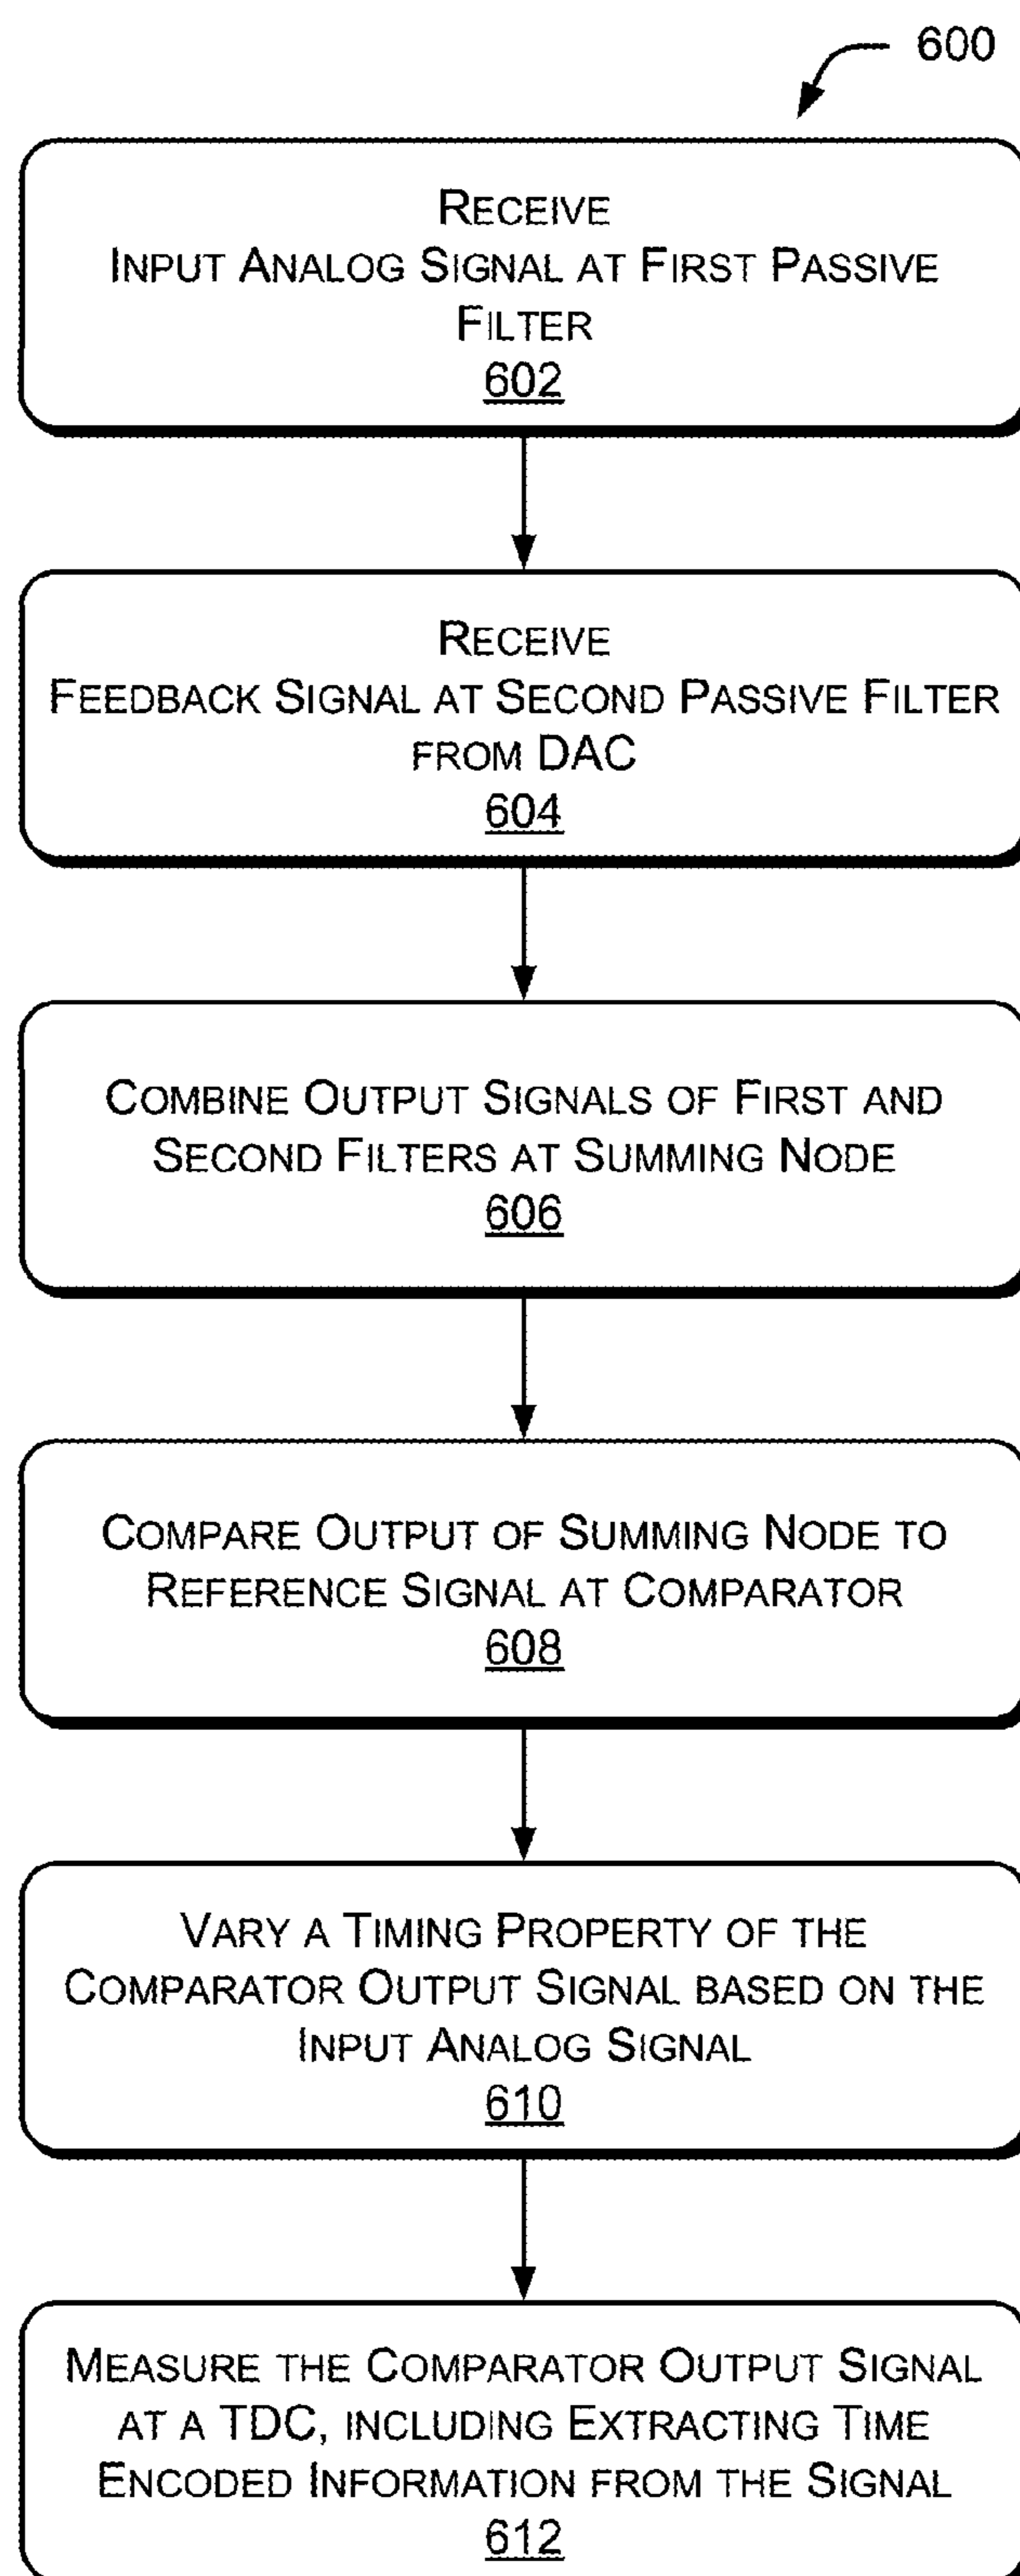 600
RECEIVE
INPUT ANALOG SIGNAL AT FIRST PASSIVE
FILTER
602
RECEIVE
FEEDBACK SIGNAL AT SECOND PASSIVE FILTER
FROM DAC
604
COMBINE OUTPUT SIGNALS OF FIRST AND
SECOND FILTERS AT SUMMING NODE
606
COMPARE OUTPUT OF SUMMING NODE TO
REFERENCE SIGNAL AT COMPARATOR
608
VARY A TIMING PROPERTY OF THE
COMPARATOR OUTPUT SIGNAL BASED ON THE
INPUT ANALOG SIGNAL
610
MEASURE THE COMPARATOR OUTPUT SIGNAL
AT A TDC, INCLUDING EXTRACTING TIME
ENCODED INFORMATION FROM THE SIGNAL
612